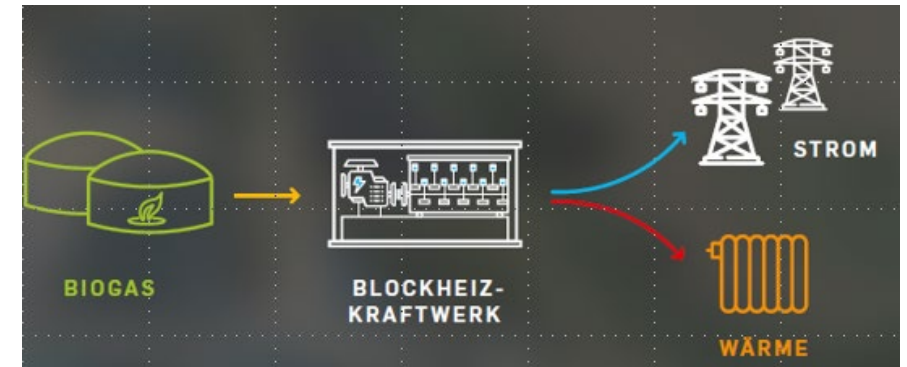 STROM
BIOGAS
BLOCKHEIZ-
KRAFTWERK
WÄRME